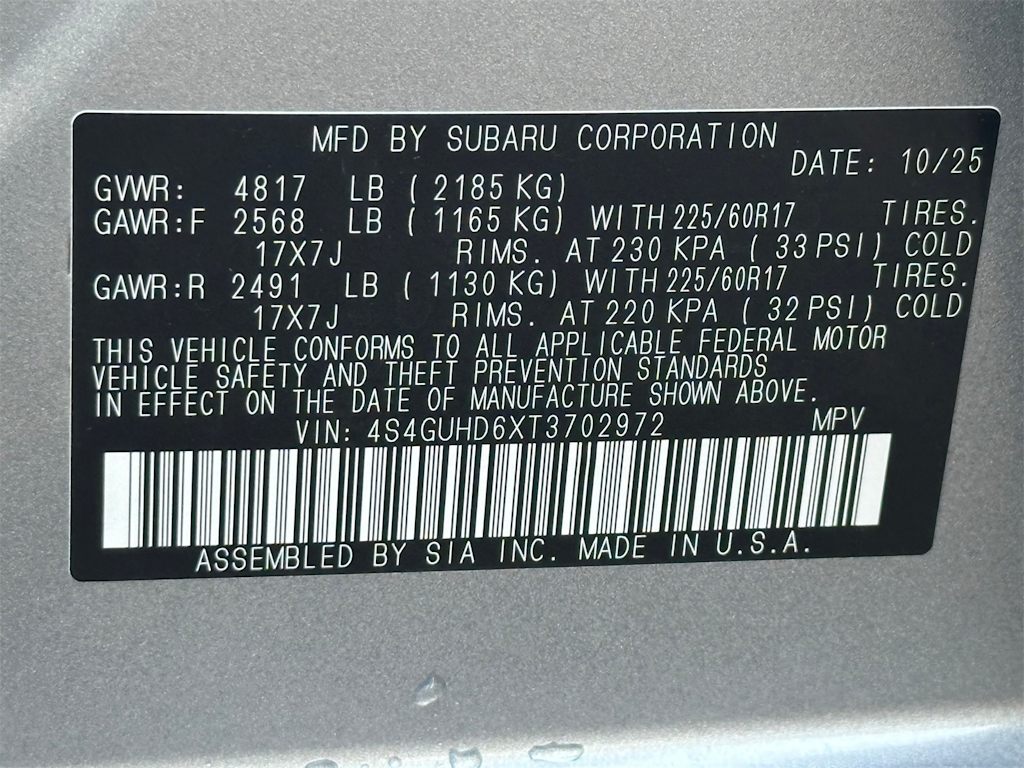 MFD BY SUBARU CORPORATION
DATE: 10/25
GVWR: 4817 LB ( 2185 KG)
GAWR:F 2568 LB ( 1165 KG) WITH 225/60R17 TIRES.
17X7J RIMS. AT 230 KPA ( 33 PSI) COLD
GAWR:R 2491 LB ( 1130 KG) WITH 225/60R17 TIRES.
17X7J RIMS. AT 220 KPA ( 32 PSI) COLD
THIS VEHICLE CONFORMS TO ALL APPLICABLE FEDERAL MOTOR
VEHICLE SAFETY AND THEFT PREVENTION STANDARDS
IN EFFECT ON THE DATE OF MANUFACTURE SHOWN ABOVE.
VIN: 4S4GUHD6XT3702972 MPV
ASSEMBLED BY SIA INC. MADE IN U.S.A.